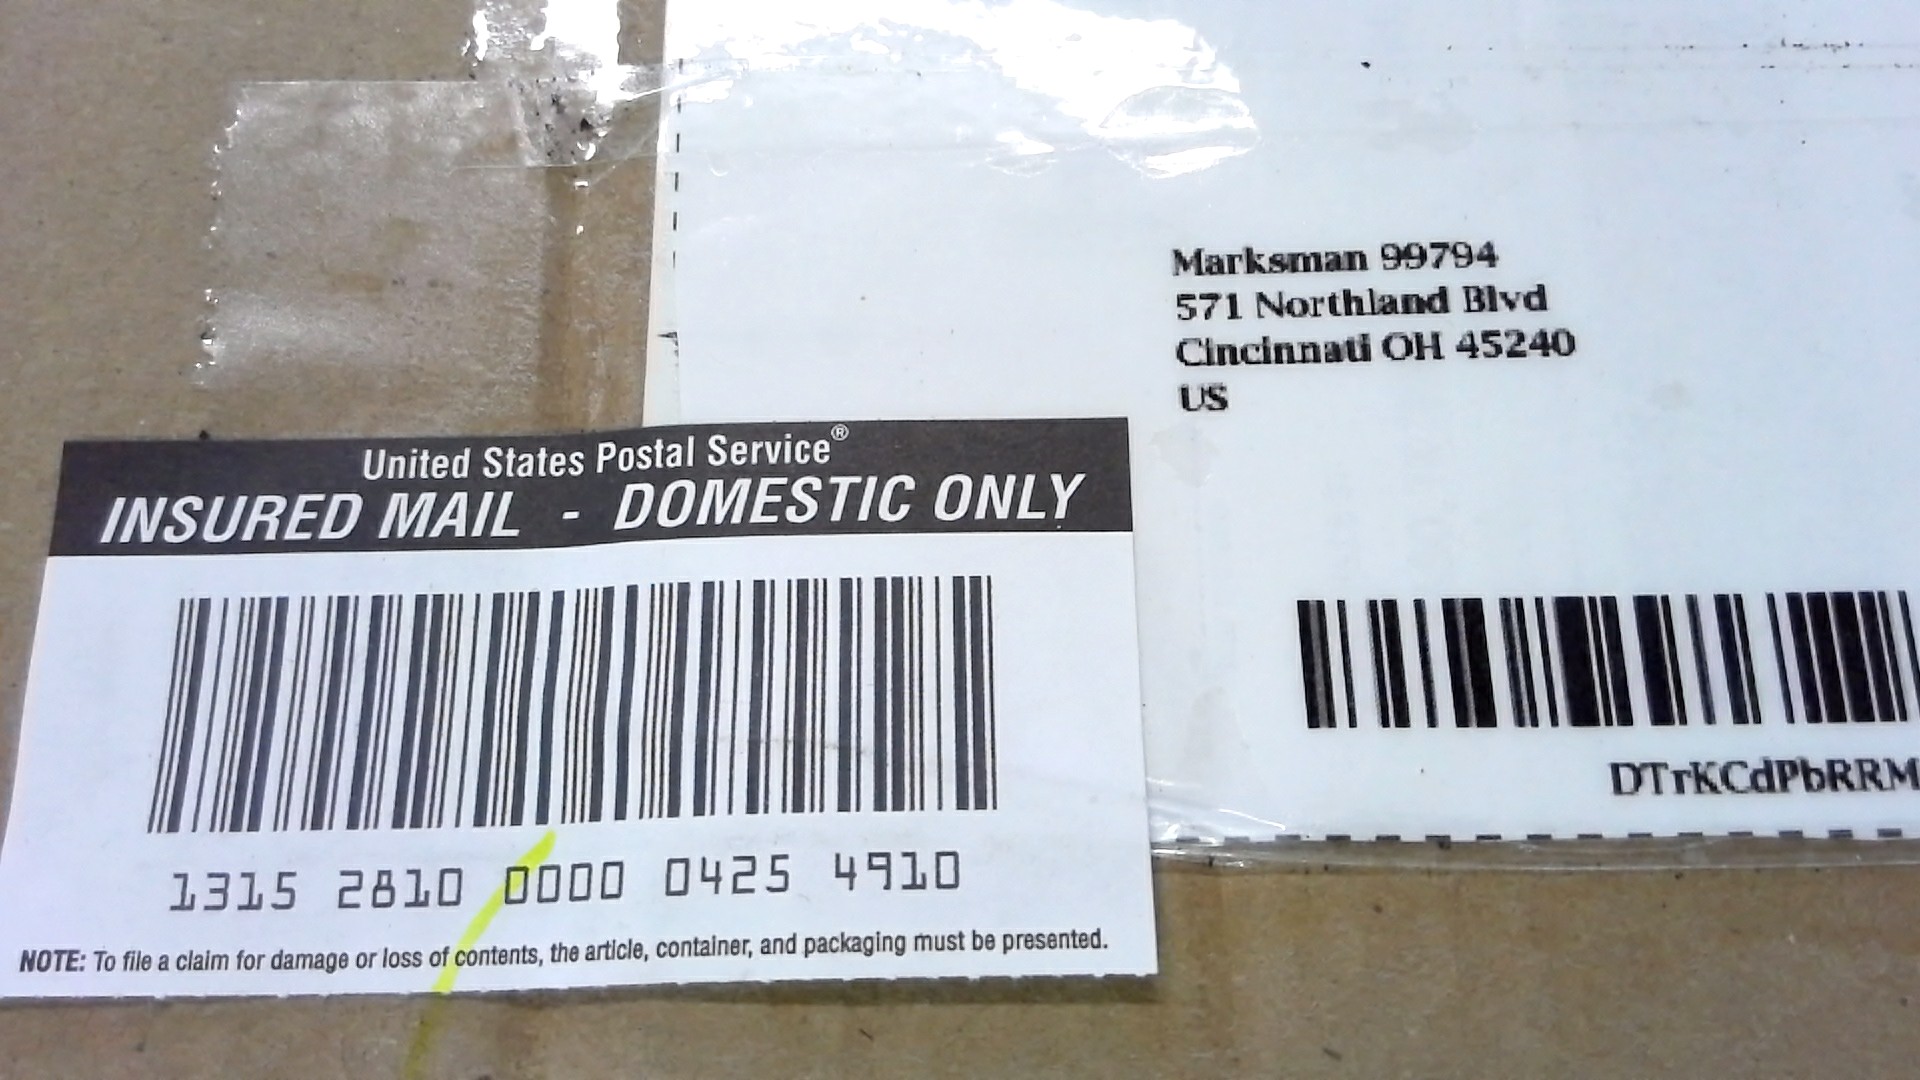 Marksman 99794
571 Northland Blvd
Cincinnati OH 45240
US
United States Postal Service®
INSURED MAIL - DOMESTIC ONLY
1315 2810 0000 0425 4910
NOTE: To file a claim for damage or loss of contents, the article, container, and packaging must be presented.
DTrKCdPbRRM